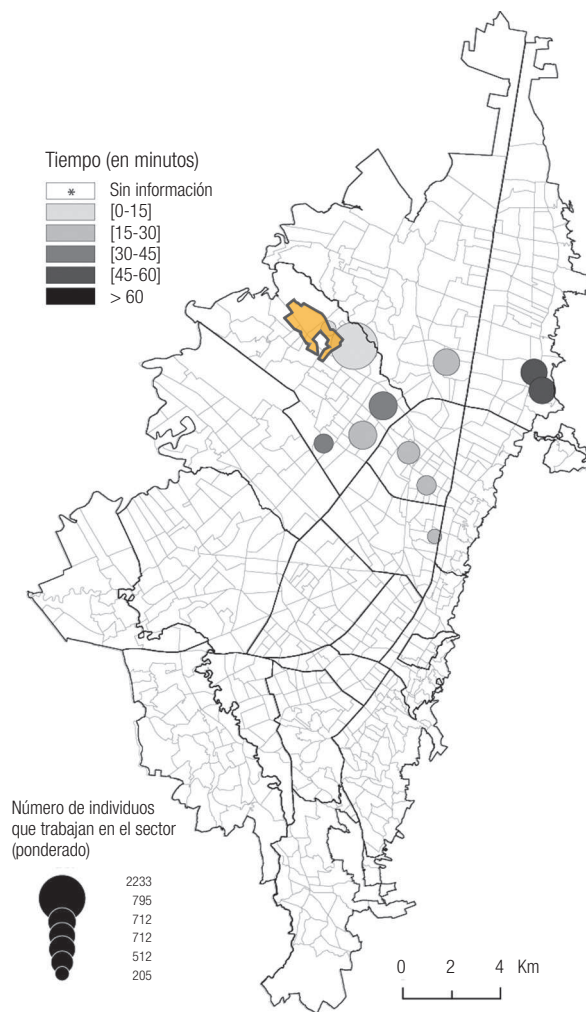 Tiempo (en minutos)
* Sin información
[0-15]
[15-30]
[30-45]
[45-60]
> 60
Número de individuos
que trabajan en el sector
(ponderado)
2233
795
712
712
512
205
0 2 4 Km